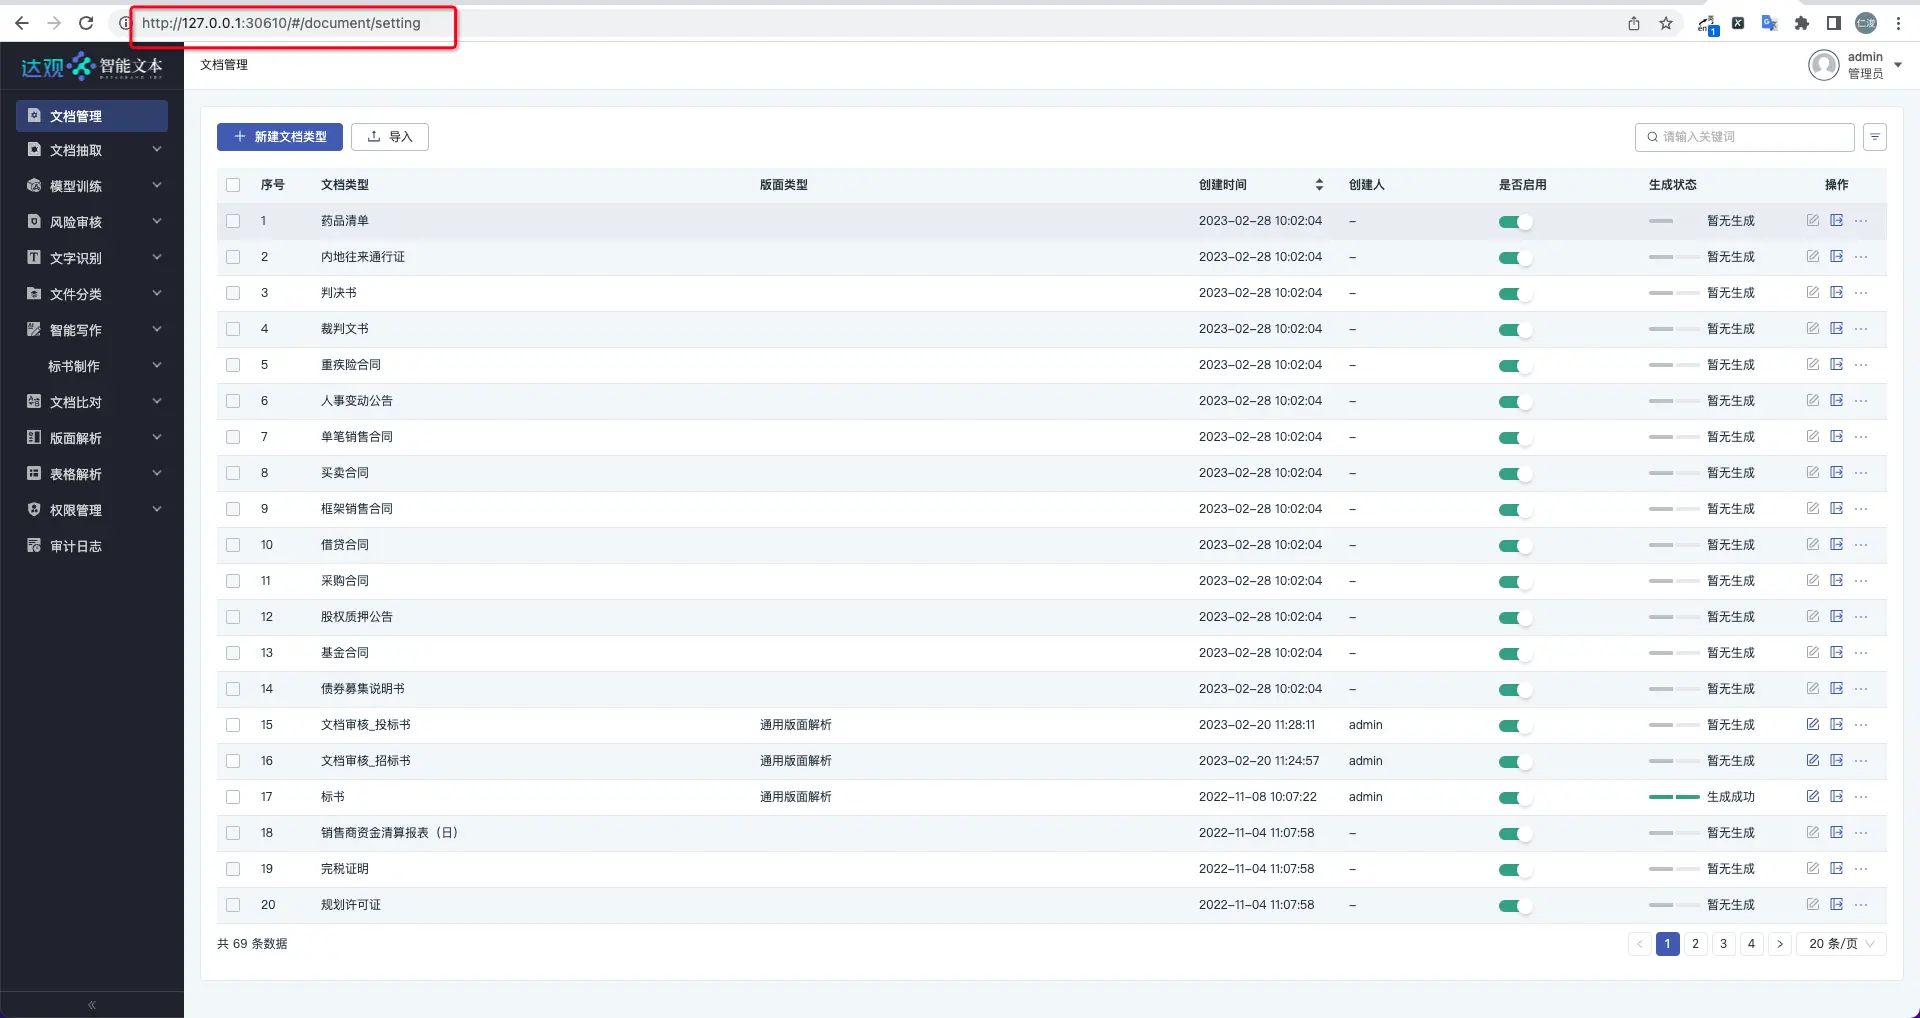 http://127.0.0.1:30610/#/document/setting
en
1
仁浚
达观 智能文本
文档管理
admin
管理员
文档管理
文档抽取
模型训练
风险审核
文字识别
文件分类
智能写作
标书制作
文档比对
版面解析
表格解析
权限管理
审计日志
新建文档类型 导入 请输入关键词
序号 文档类型 版面类型 创建时间 创建人 是否启用 生成状态 操作
1 药品清单 2023-02-28 10:02:04 – 暂无生成 ···
2 内地往来通行证 2023-02-28 10:02:04 – 暂无生成 ···
3 判决书 2023-02-28 10:02:04 – 暂无生成 ···
4 裁判文书 2023-02-28 10:02:04 – 暂无生成 ···
5 重疾险合同 2023-02-28 10:02:04 – 暂无生成 ···
6 人事变动公告 2023-02-28 10:02:04 – 暂无生成 ···
7 单笔销售合同 2023-02-28 10:02:04 – 暂无生成 ···
8 买卖合同 2023-02-28 10:02:04 – 暂无生成 ···
9 框架销售合同 2023-02-28 10:02:04 – 暂无生成 ···
10 借贷合同 2023-02-28 10:02:04 – 暂无生成 ···
11 采购合同 2023-02-28 10:02:04 – 暂无生成 ···
12 股权质押公告 2023-02-28 10:02:04 – 暂无生成 ···
13 基金合同 2023-02-28 10:02:04 – 暂无生成 ···
14 债券募集说明书 2023-02-28 10:02:04 – 暂无生成 ···
15 文档审核_投标书 通用版面解析 2023-02-20 11:28:11 admin 暂无生成 ···
16 文档审核_招标书 通用版面解析 2023-02-20 11:24:57 admin 暂无生成 ···
17 标书 通用版面解析 2022-11-08 10:07:22 admin 生成成功 ···
18 销售商资金清算报表（日） 2022-11-04 11:07:58 – 暂无生成 ···
19 完税证明 2022-11-04 11:07:58 – 暂无生成 ···
20 规划许可证 2022-11-04 11:07:58 – 暂无生成 ···
共 69 条数据 < 1 2 3 4 > 20 条/页
«